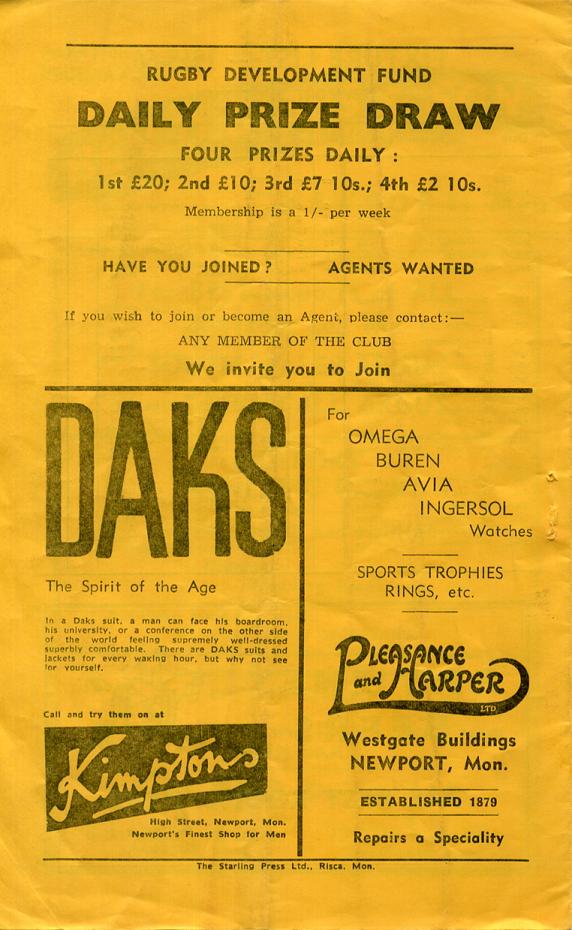 RUGBY DEVELOPMENT FUND
DAILY PRIZE DRAW
FOUR PRIZES DAILY :
1st £20; 2nd £10; 3rd £7 10s.; 4th £2 10s.
Membership is a 1/- per week
HAVE YOU JOINED ? AGENTS WANTED
If you wish to join or become an Agent, please contact:—
ANY MEMBER OF THE CLUB
We invite you to Join
DAKS
The Spirit of the Age
In a Daks suit, a man can face his boardroom,
his university, or a conference on the other side
of the world feeling supremely well-dressed
superbly comfortable. There are DAKS suits and
jackets for every waking hour, but why not see
for yourself.
Call and try them on at
Kimptons
High Street, Newport, Mon.
Newport's Finest Shop for Men
For
OMEGA
BUREN
AVIA
INGERSOL
Watches
SPORTS TROPHIES
RINGS, etc.
PLEASANCE
and HARPER
LTD.
Westgate Buildings
NEWPORT, Mon.
ESTABLISHED 1879
Repairs a Speciality
The Starling Press Ltd., Risca, Mon.